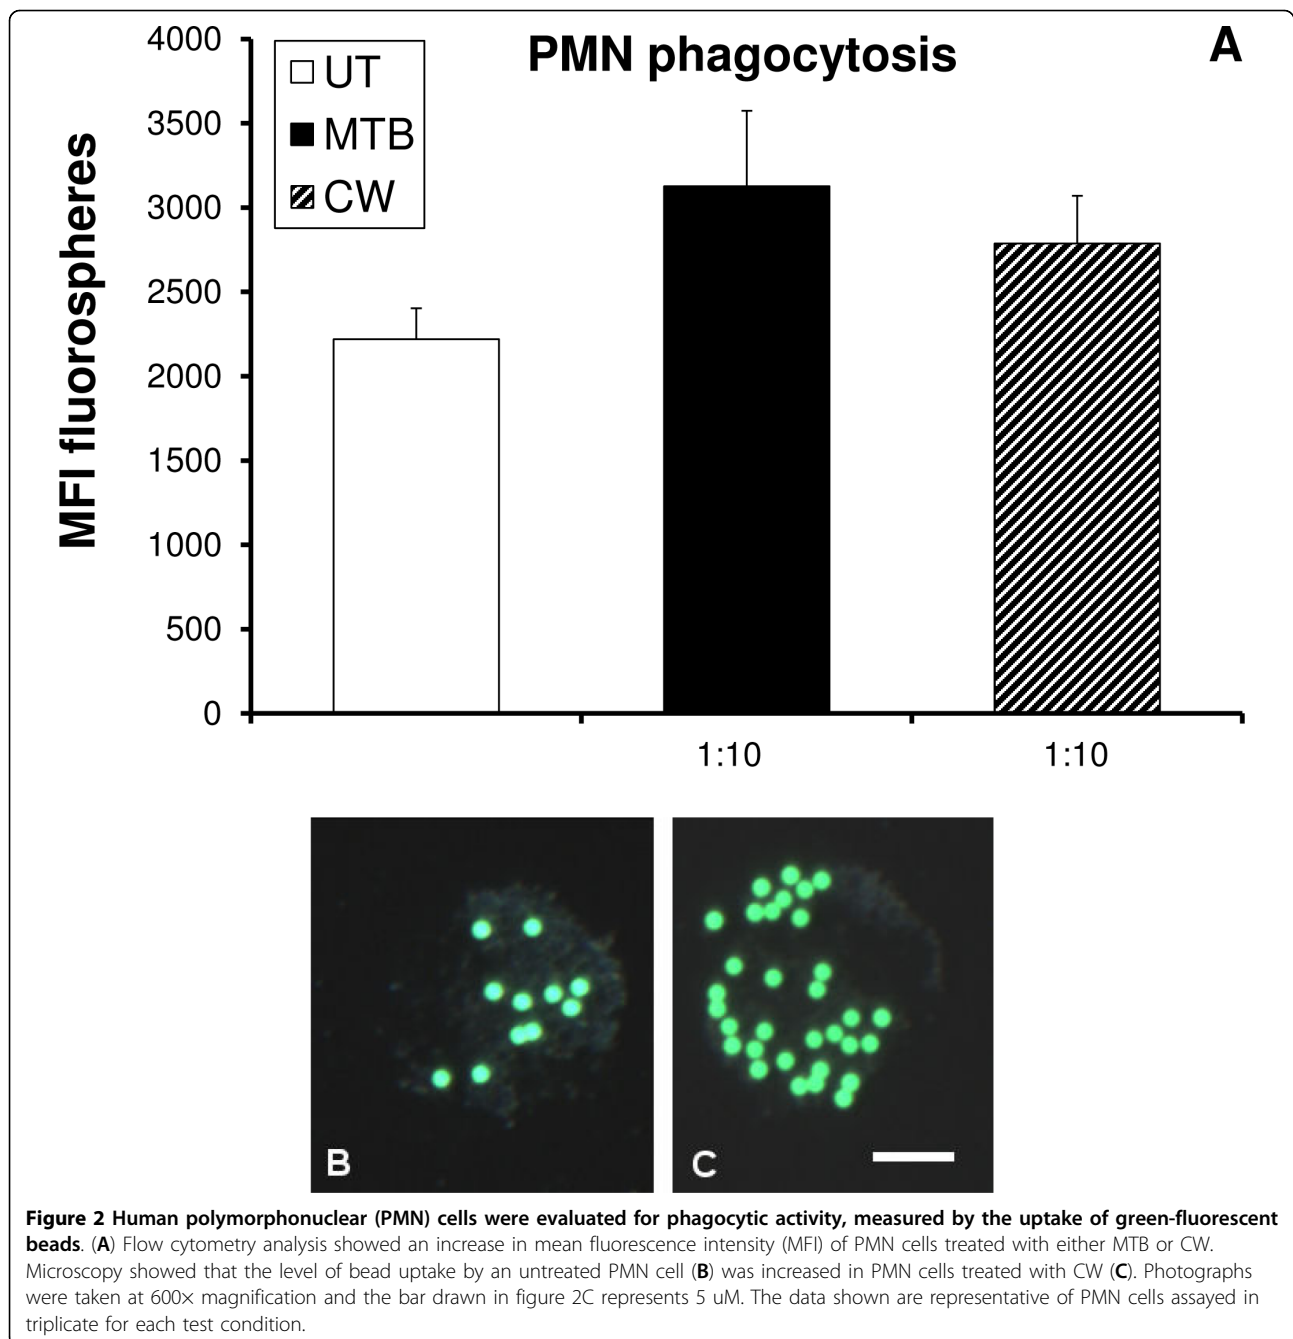 PMN phagocytosis
A
UT
MTB
CW
MFI fluorospheres
4000
3500
3000
2500
2000
1500
1000
500
0
1:10
1:10
B
C
Figure 2 Human polymorphonuclear (PMN) cells were evaluated for phagocytic activity, measured by the uptake of green-fluorescent
beads. (A) Flow cytometry analysis showed an increase in mean fluorescence intensity (MFI) of PMN cells treated with either MTB or CW.
Microscopy showed that the level of bead uptake by an untreated PMN cell (B) was increased in PMN cells treated with CW (C). Photographs
were taken at 600× magnification and the bar drawn in figure 2C represents 5 uM. The data shown are representative of PMN cells assayed in
triplicate for each test condition.